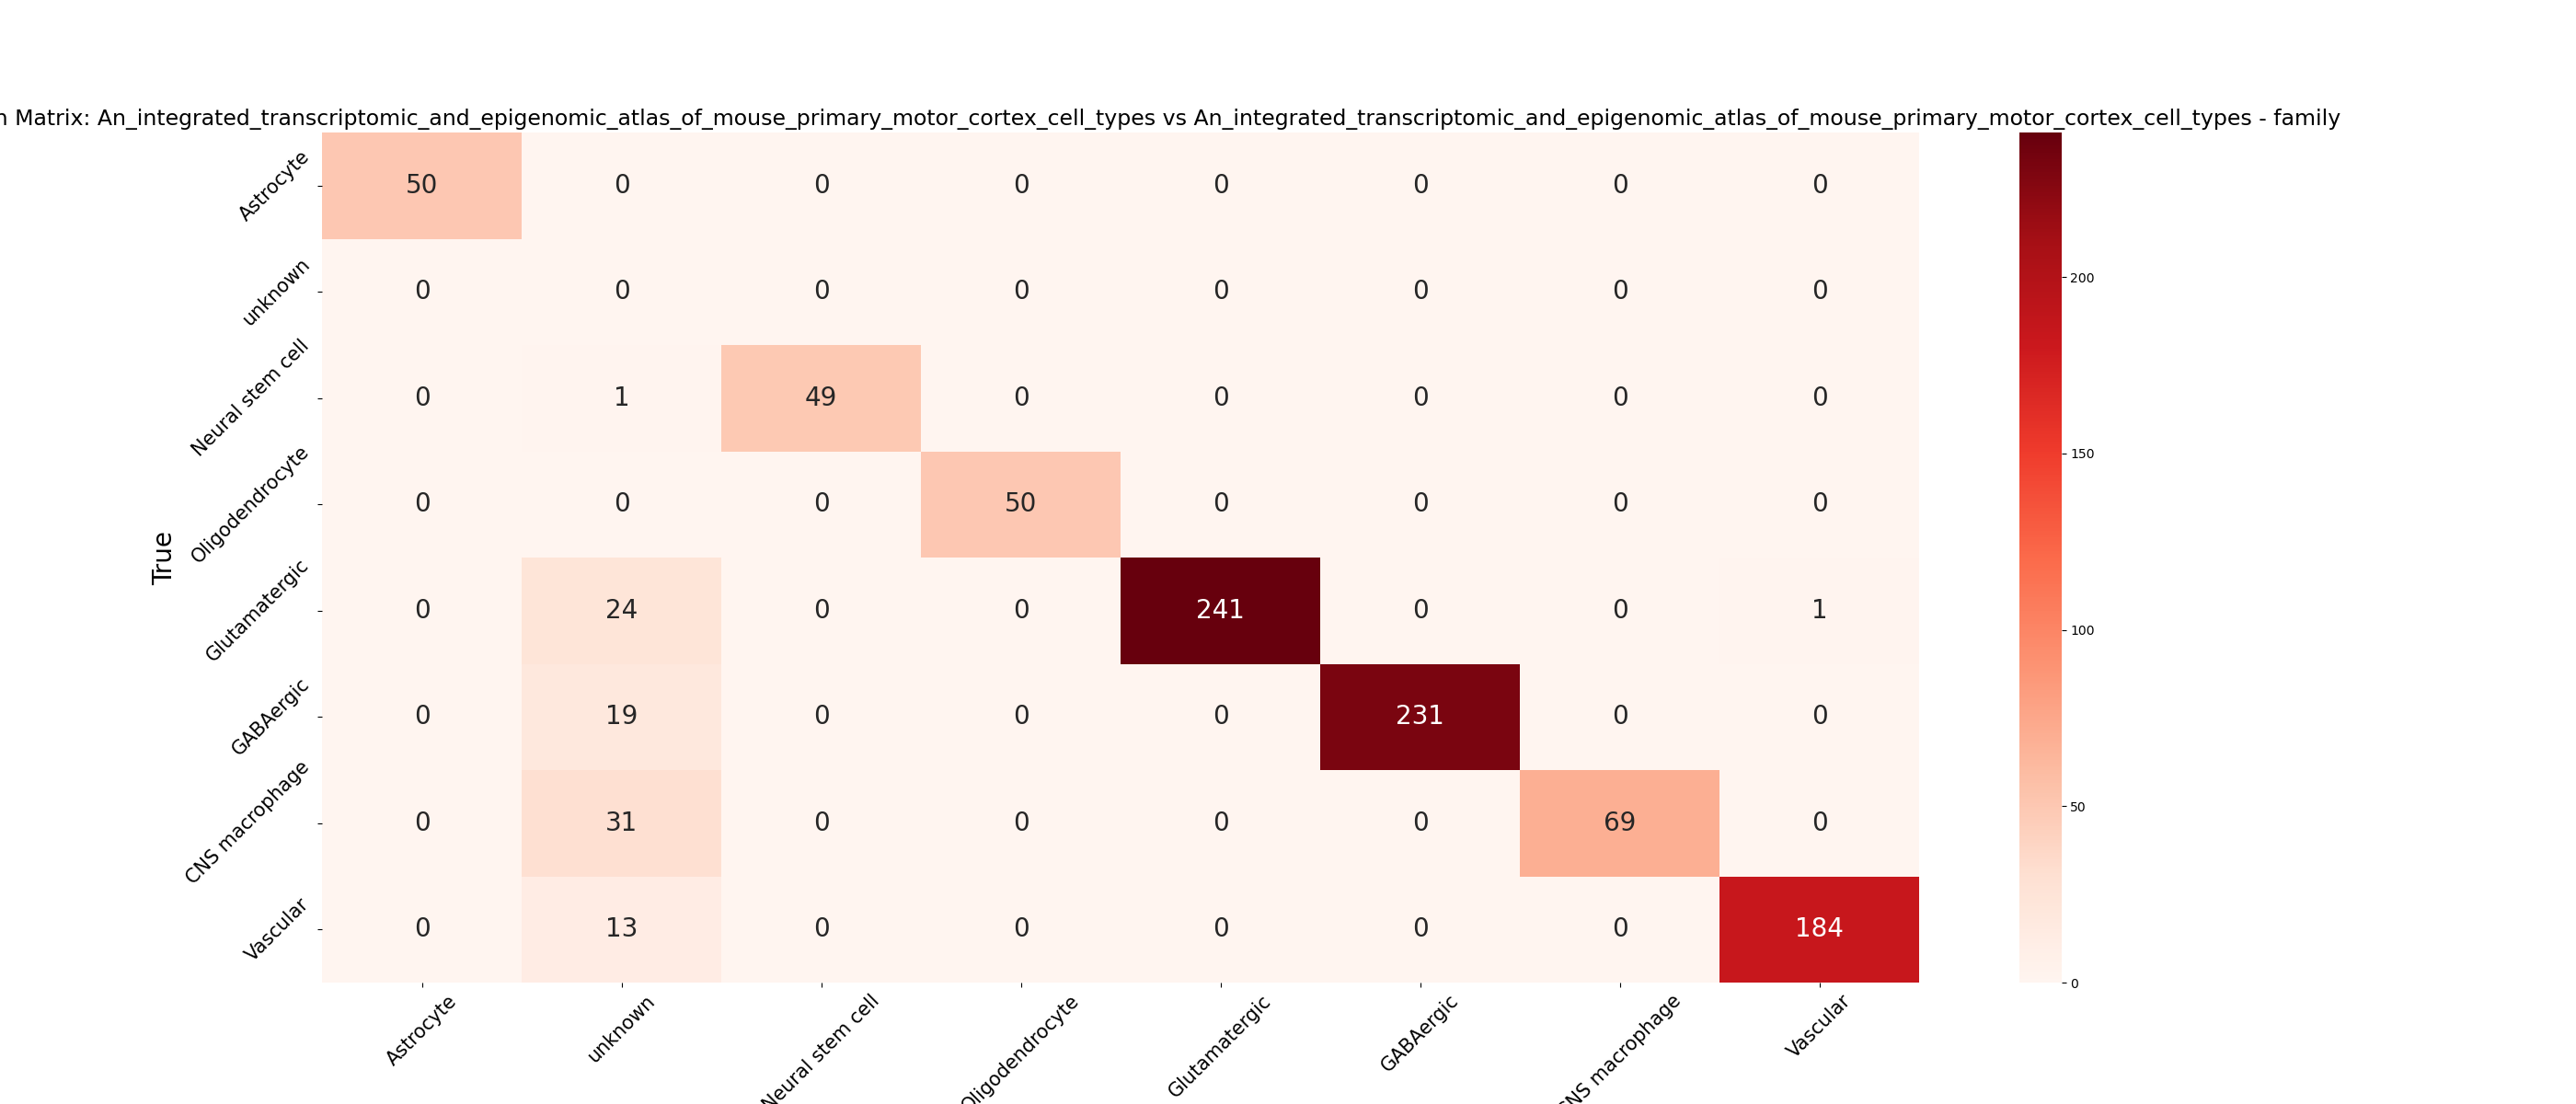 n Matrix: An_integrated_transcriptomic_and_epigenomic_atlas_of_mouse_primary_motor_cortex_cell_types vs An_integrated_transcriptomic_and_epigenomic_atlas_of_mouse_primary_motor_cortex_cell_types - family
Astrocyte 50 0 0 0 0 0 0 0
unknown 0 0 0 0 0 0 0 0
Neural stem cell 0 1 49 0 0 0 0 0
Oligodendrocyte 0 0 0 50 0 0 0 0
Glutamatergic 0 24 0 0 241 0 0 1
GABAergic 0 19 0 0 0 231 0 0
CNS macrophage 0 31 0 0 0 0 69 0
Vascular 0 13 0 0 0 0 0 184
True
Astrocyte unknown Neural stem cell Oligodendrocyte Glutamatergic GABAergic CNS macrophage Vascular
200
150
100
50
0